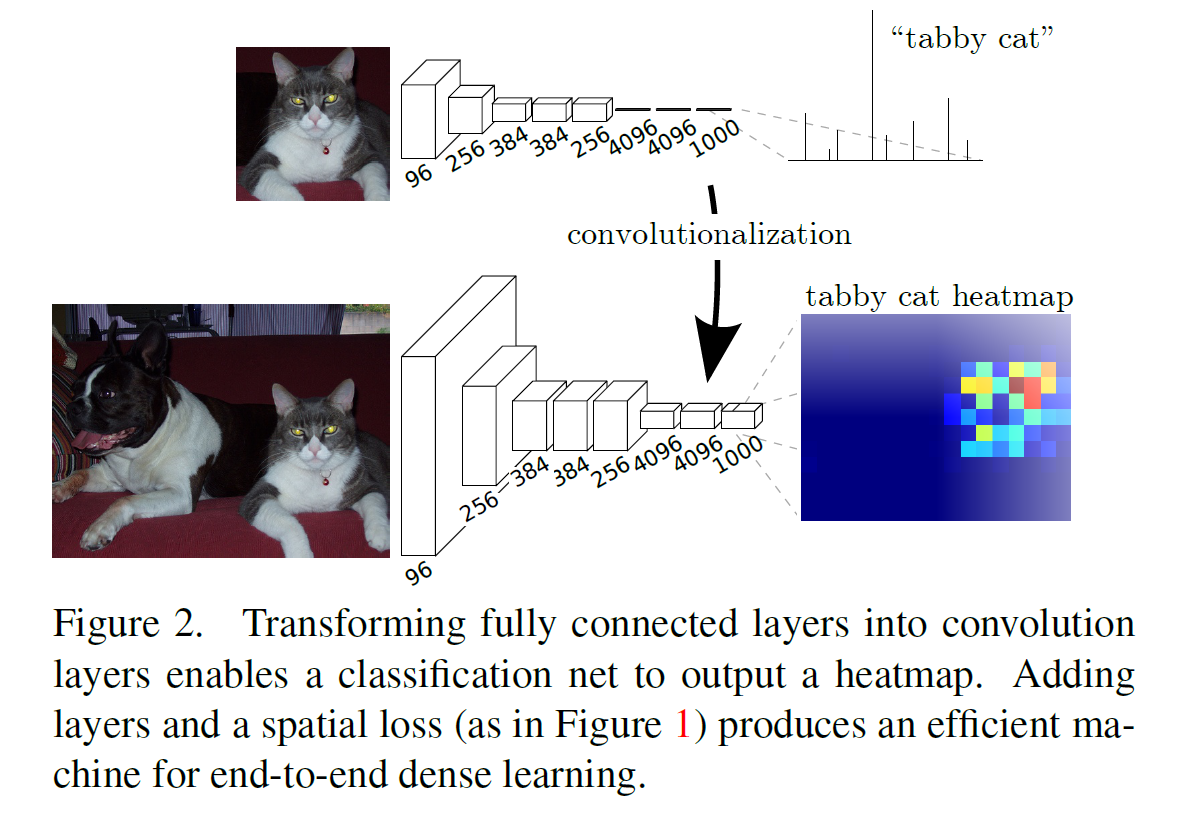 “tabby cat”
96
256
384
384
256
4096
4096
1000
convolutionalization
tabby cat heatmap
96
256
384
384
256
4096
4096
1000
Figure 2. Transforming fully connected layers into convolution
layers enables a classification net to output a heatmap. Adding
layers and a spatial loss (as in Figure 1) produces an efficient ma-
chine for end-to-end dense learning.